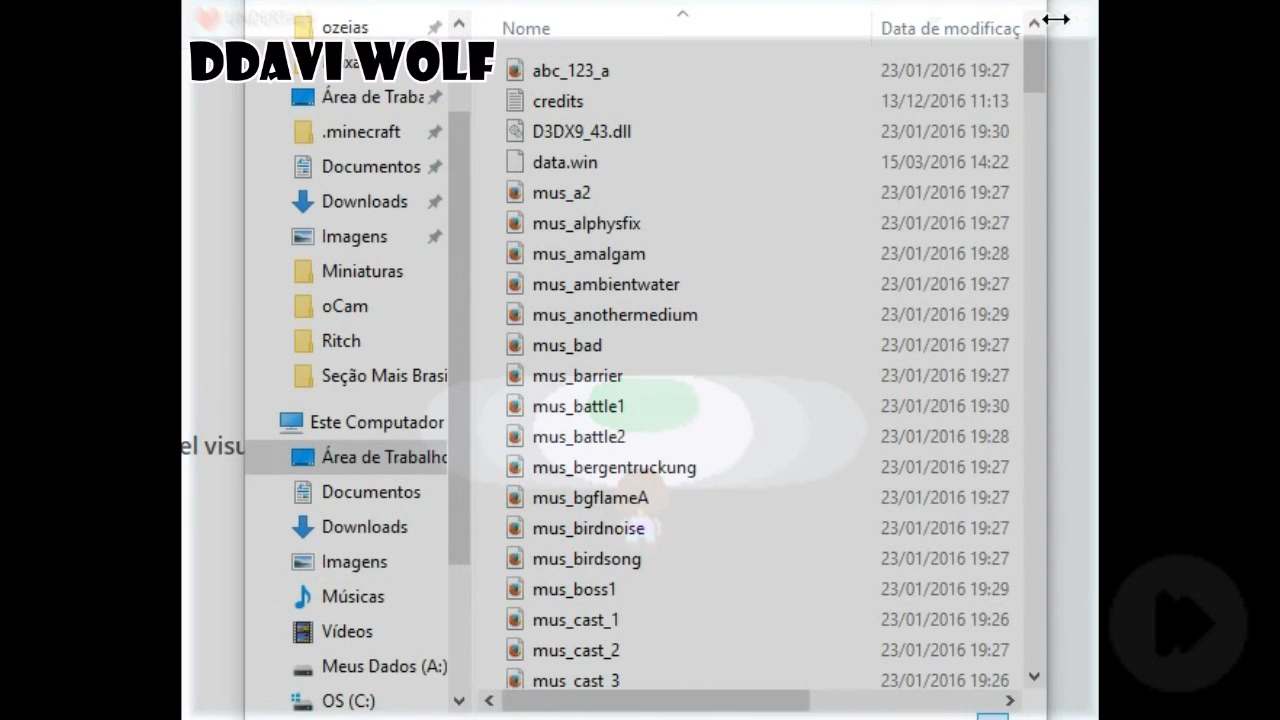 UNDERTALE
DDAVI WOLF
ozeias
Área de Traba
.minecraft
Documentos
Downloads
Imagens
Miniaturas
oCam
Ritch
Seção Mais Brasi
Este Computador
el visu
Área de Trabalho
Documentos
Downloads
Imagens
Músicas
Vídeos
Meus Dados (A:)
OS (C:)
Nome Data de modificaç
abc_123_a 23/01/2016 19:27
credits 13/12/2016 11:13
D3DX9_43.dll 23/01/2016 19:30
data.win 15/03/2016 14:22
mus_a2 23/01/2016 19:27
mus_alphysfix 23/01/2016 19:27
mus_amalgam 23/01/2016 19:28
mus_ambientwater 23/01/2016 19:27
mus_anothermedium 23/01/2016 19:29
mus_bad 23/01/2016 19:27
mus_barrier 23/01/2016 19:27
mus_battle1 23/01/2016 19:30
mus_battle2 23/01/2016 19:28
mus_bergentruckung 23/01/2016 19:27
mus_bgflameA 23/01/2016 19:27
mus_birdnoise 23/01/2016 19:27
mus_birdsong 23/01/2016 19:27
mus_boss1 23/01/2016 19:29
mus_cast_1 23/01/2016 19:26
mus_cast_2 23/01/2016 19:27
mus_cast_3 23/01/2016 19:26